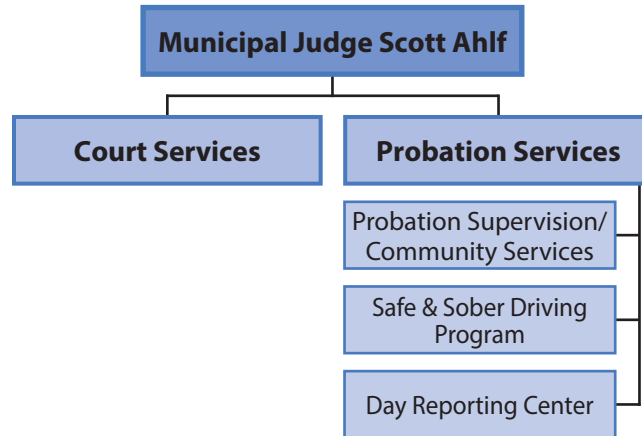 Municipal Judge Scott Ahlf
Court Services
Probation Services
Probation Supervision/
Community Services
Safe & Sober Driving
Program
Day Reporting Center